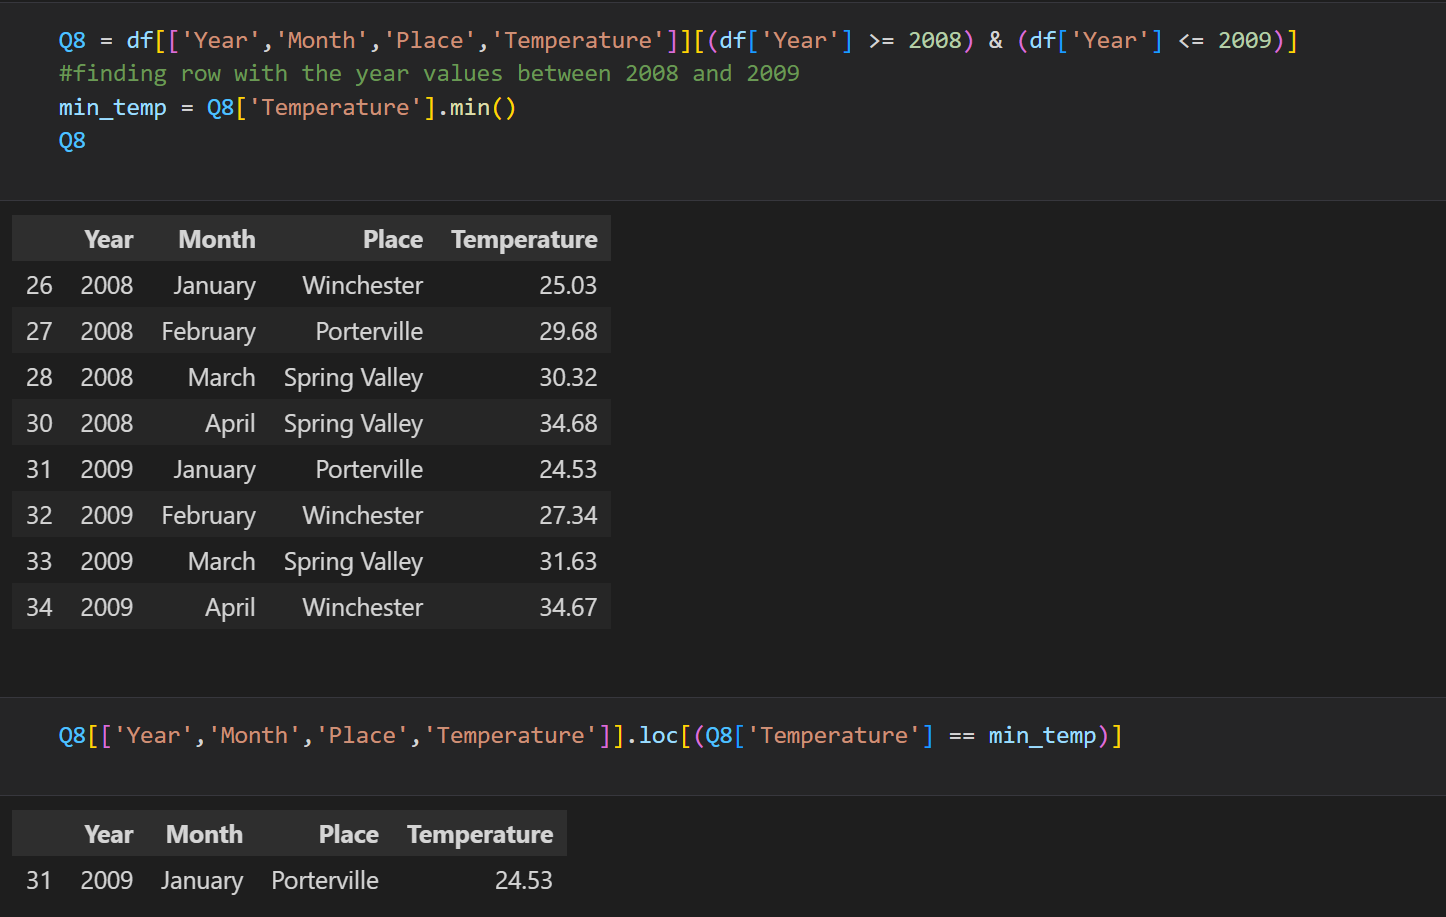 Q8 = df[['Year','Month','Place','Temperature']][(df['Year'] >= 2008) & (df['Year'] <= 2009)]
#finding row with the year values between 2008 and 2009
min_temp = Q8['Temperature'].min()
Q8
Year Month Place Temperature
26 2008 January Winchester 25.03
27 2008 February Porterville 29.68
28 2008 March Spring Valley 30.32
30 2008 April Spring Valley 34.68
31 2009 January Porterville 24.53
32 2009 February Winchester 27.34
33 2009 March Spring Valley 31.63
34 2009 April Winchester 34.67
Q8[['Year','Month','Place','Temperature']].loc[(Q8['Temperature'] == min_temp)]
Year Month Place Temperature
31 2009 January Porterville 24.53